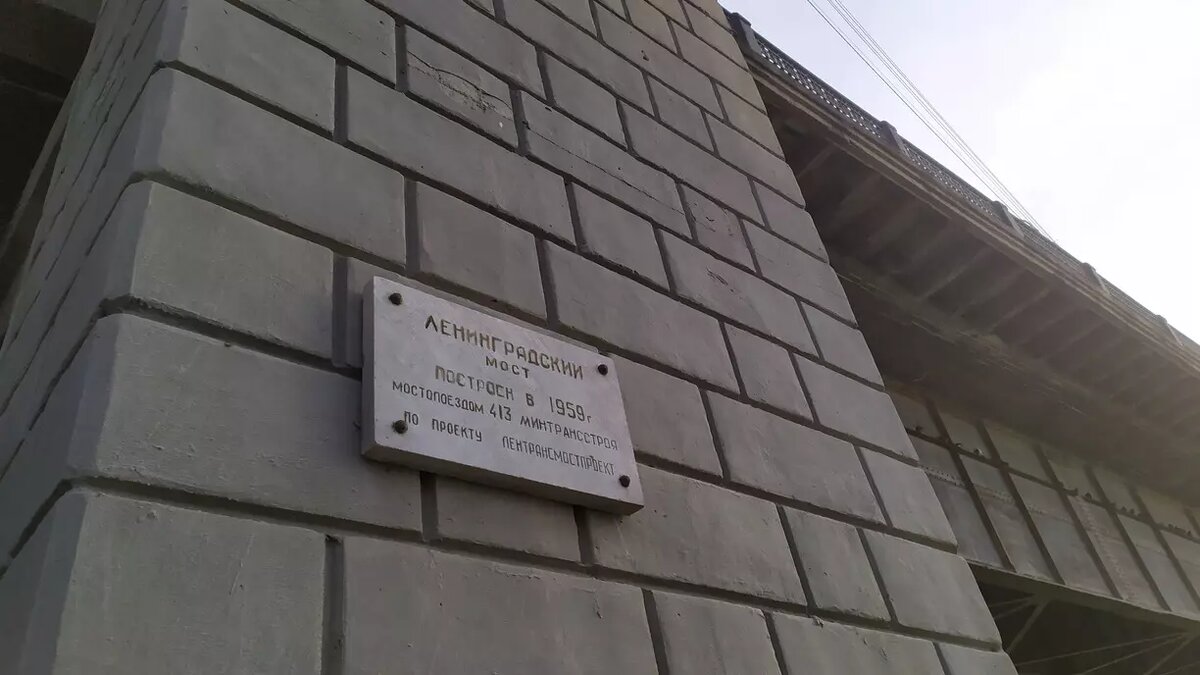 ЛЕНИНГРАДСКИЙ
МОСТ
ПОСТРОЕН В 1959г.
МОСТОПОЕЗДОМ 413 МИНТРАНССТРОЯ
ПО ПРОЕКТУ ЛЕНТРАНСМОСТПРОЕКТ